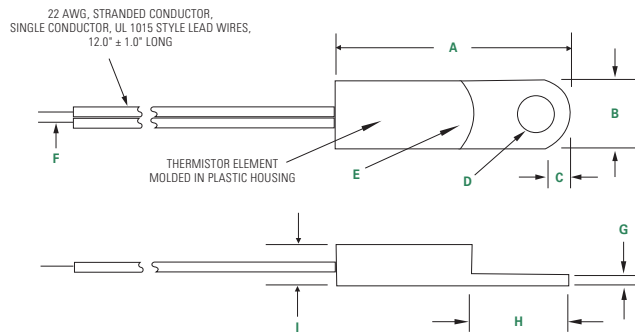 22 AWG, STRANDED CONDUCTOR,
SINGLE CONDUCTOR, UL 1015 STYLE LEAD WIRES,
12.0" ± 1.0" LONG
A
B
F
THERMISTOR ELEMENT
MOLDED IN PLASTIC HOUSING
E
D
C
G
I
H